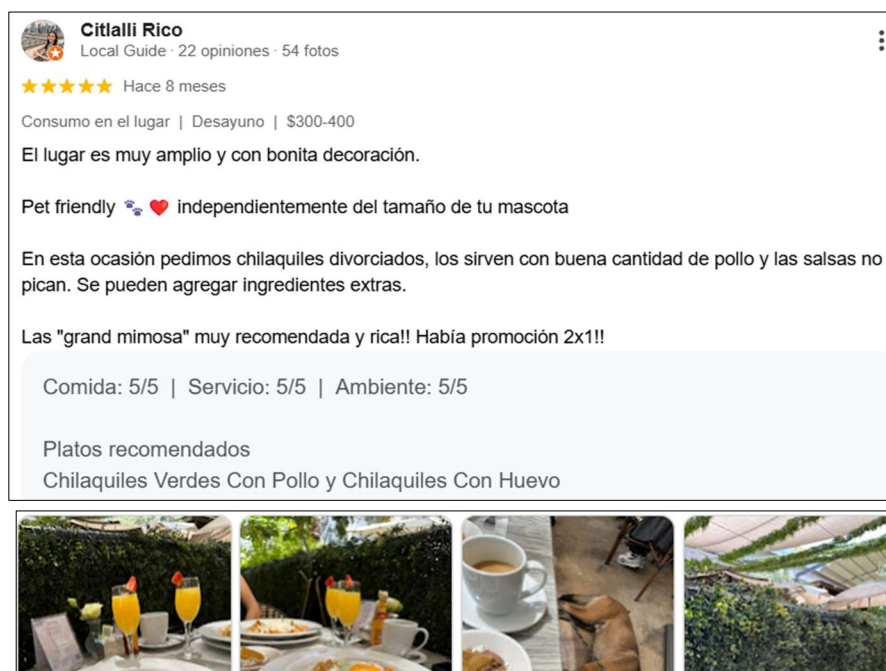 Citlalli Rico
Local Guide · 22 opiniones · 54 fotos
Hace 8 meses
Consumo en el lugar | Desayuno | $300-400
El lugar es muy amplio y con bonita decoración.
Pet friendly 🐾 ❤️ independientemente del tamaño de tu mascota
En esta ocasión pedimos chilaquiles divorciados, los sirven con buena cantidad de pollo y las salsas no
pican. Se pueden agregar ingredientes extras.
Las "grand mimosa" muy recomendada y rica!! Había promoción 2x1!!
Comida: 5/5 | Servicio: 5/5 | Ambiente: 5/5
Platos recomendados
Chilaquiles Verdes Con Pollo y Chilaquiles Con Huevo